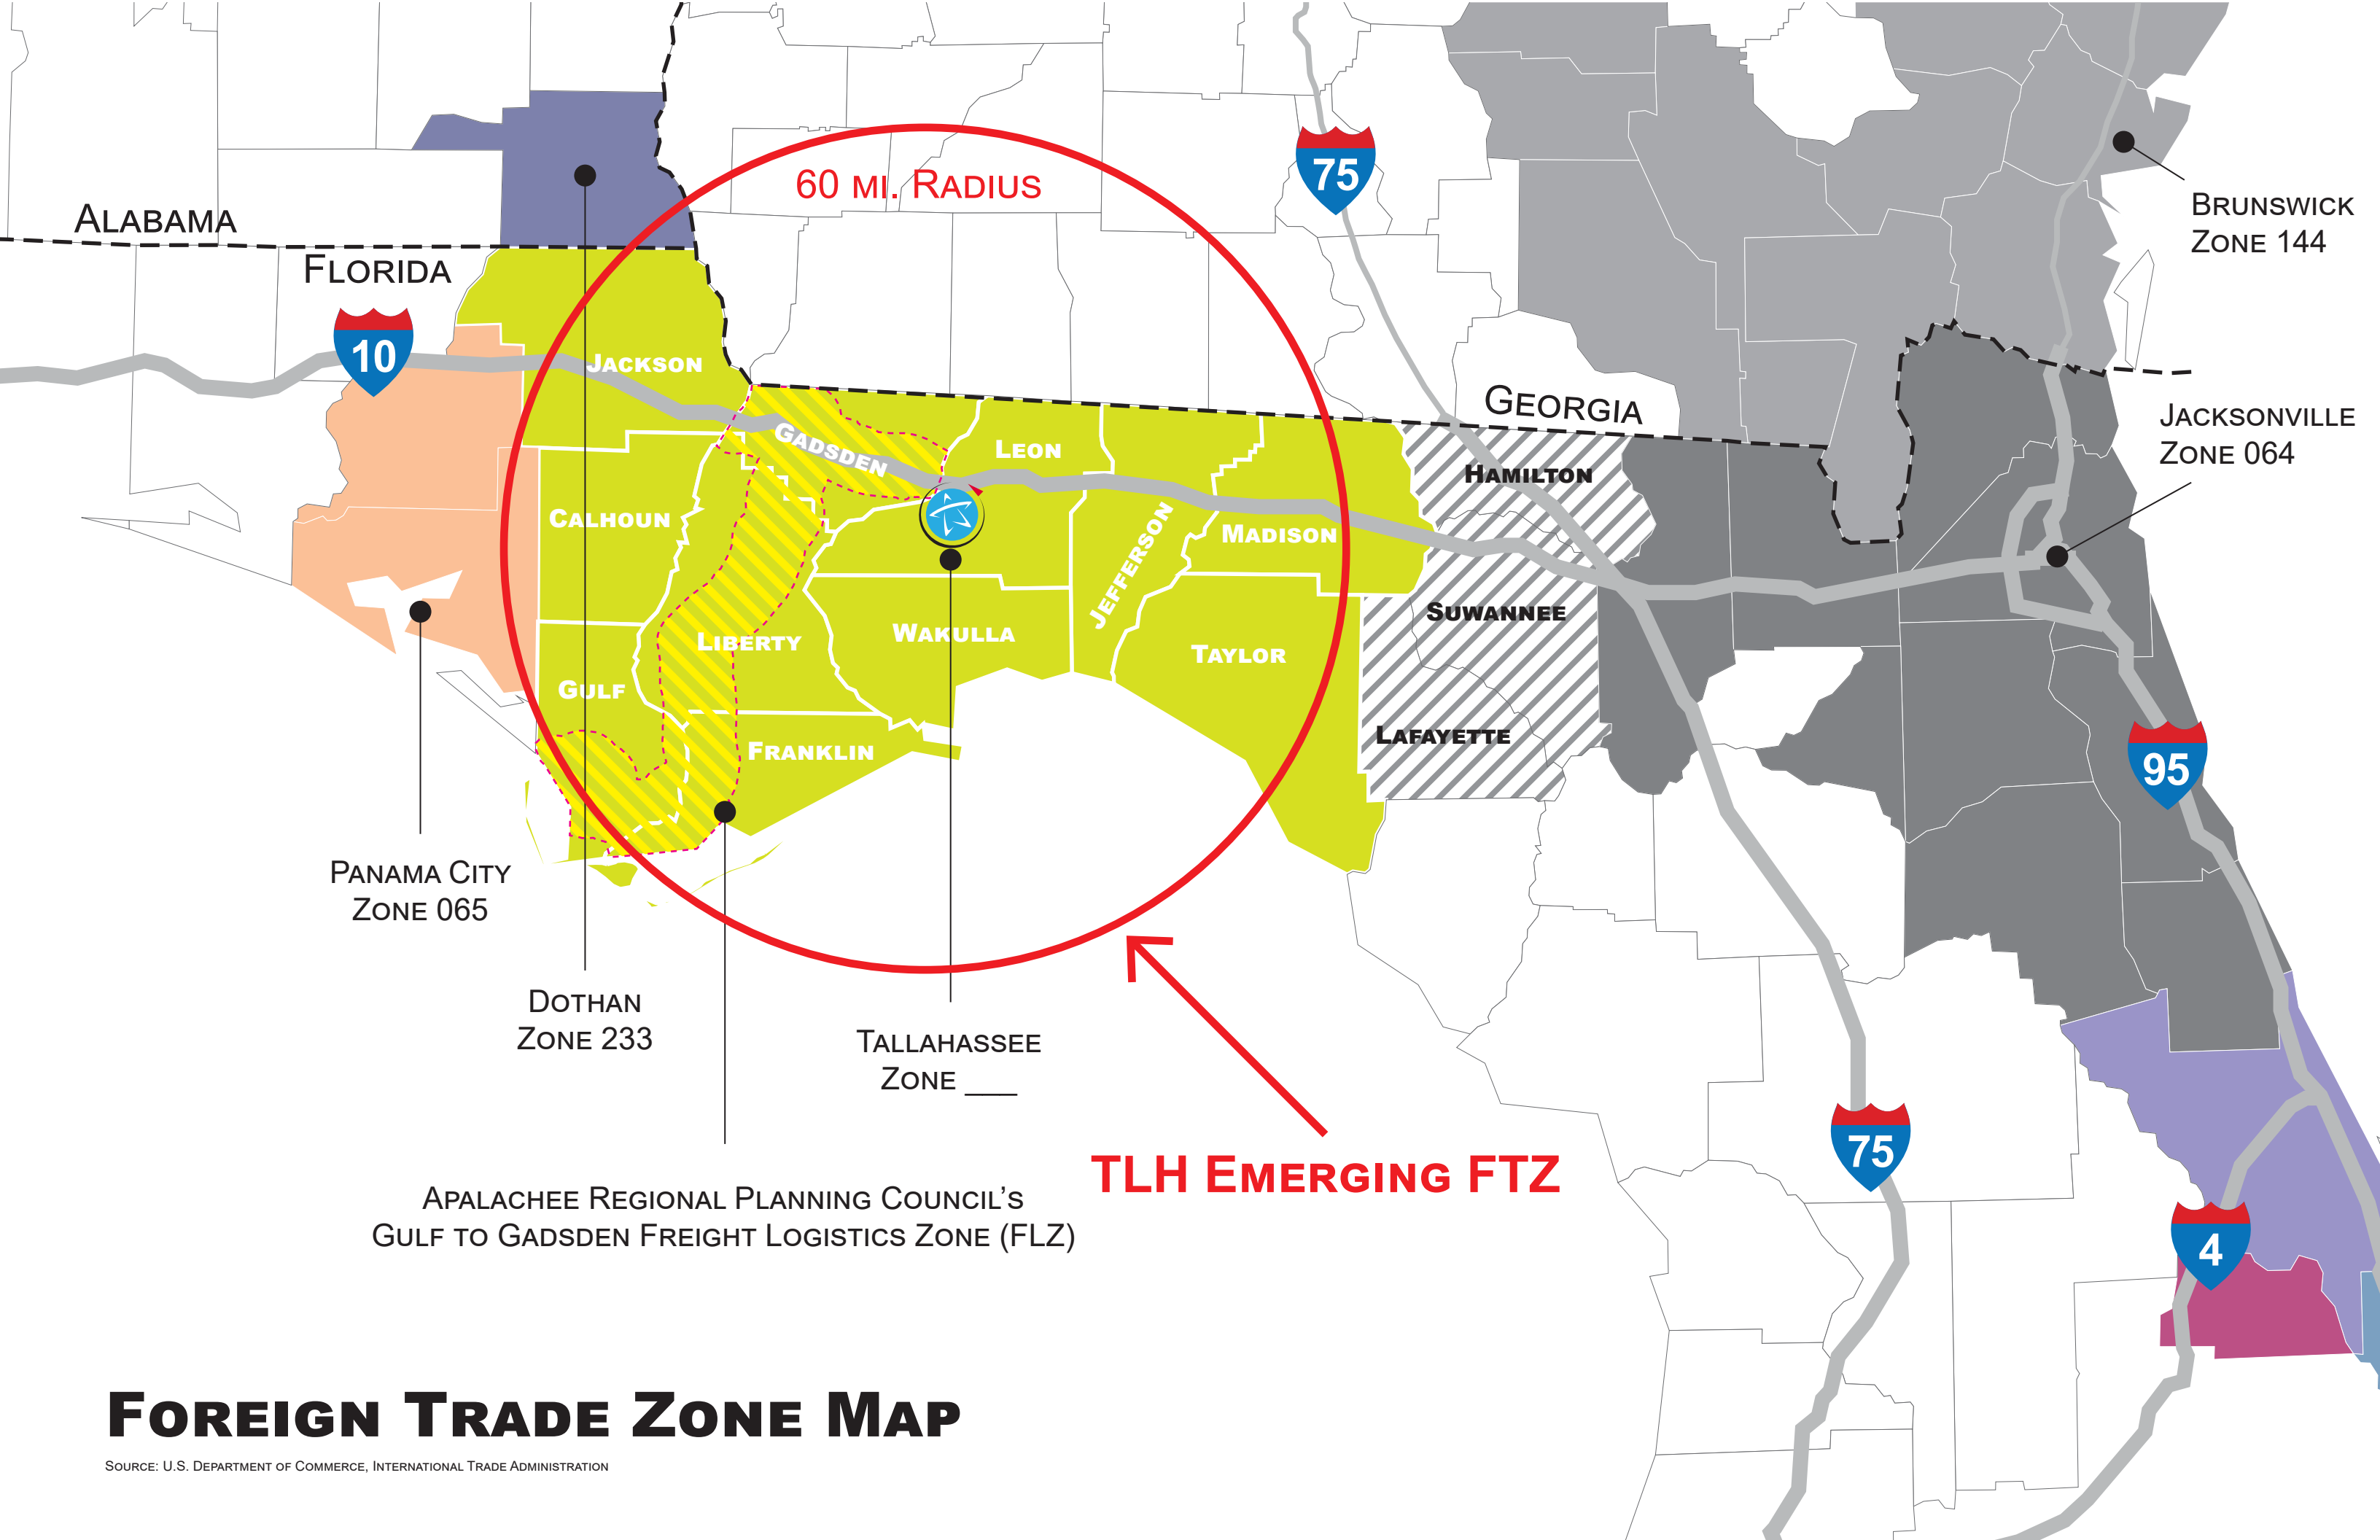 ALABAMA
FLORIDA
GEORGIA
60 MI. RADIUS
75
10
BRUNSWICK
ZONE 144
JACKSONVILLE
ZONE 064
JACKSON
GADSDEN
LEON
HAMILTON
CALHOUN
JEFFERSON
MADISON
SUWANNEE
LIBERTY
WAKULLA
TAYLOR
GULF
FRANKLIN
LAFAYETTE
95
PANAMA CITY
ZONE 065
DOTHAN
ZONE 233
TALLAHASSEE
ZONE ___
APALACHEE REGIONAL PLANNING COUNCIL'S
GULF TO GADSDEN FREIGHT LOGISTICS ZONE (FLZ)
TLH EMERGING FTZ
75
4
FOREIGN TRADE ZONE MAP
SOURCE: U.S. DEPARTMENT OF COMMERCE, INTERNATIONAL TRADE ADMINISTRATION